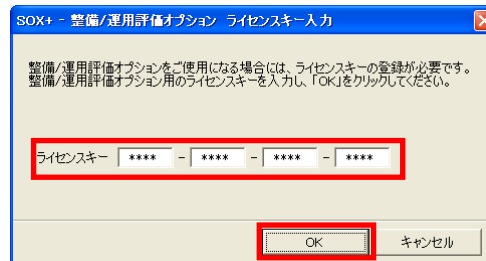 SOX+ - 整備/運用評価オプション ライセンスキー入力
整備/運用評価オプションをご使用になる場合には、ライセンスキーの登録が必要です。
整備/運用評価オプション用のライセンスキーを入力し、「OK」をクリックしてください。
ライセンスキー **** - **** - **** - ****
OK キャンセル